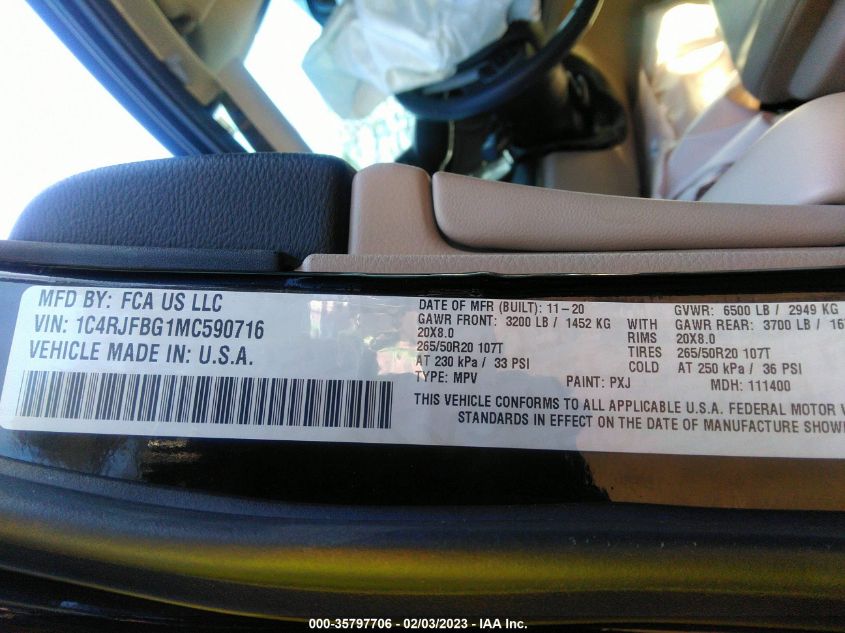 MFD BY: FCA US LLC
VIN: 1C4RJFBG1MC590716
VEHICLE MADE IN: U.S.A.
DATE OF MFR (BUILT): 11-20
GVWR: 6500 LB / 2949 KG
GAWR FRONT: 3200 LB / 1452 KG WITH GAWR REAR: 3700 LB /
20X8.0 RIMS 20X8.0
265/50R20 107T TIRES 265/50R20 107T
AT 230 kPa / 33 PSI COLD AT 250 kPa / 36 PSI
TYPE: MPV PAINT: PXJ MDH: 111400
THIS VEHICLE CONFORMS TO ALL APPLICABLE U.S.A. FEDERAL MOTOR
STANDARDS IN EFFECT ON THE DATE OF MANUFACTURE
000-35797706 - 02/03/2023 - IAA Inc.